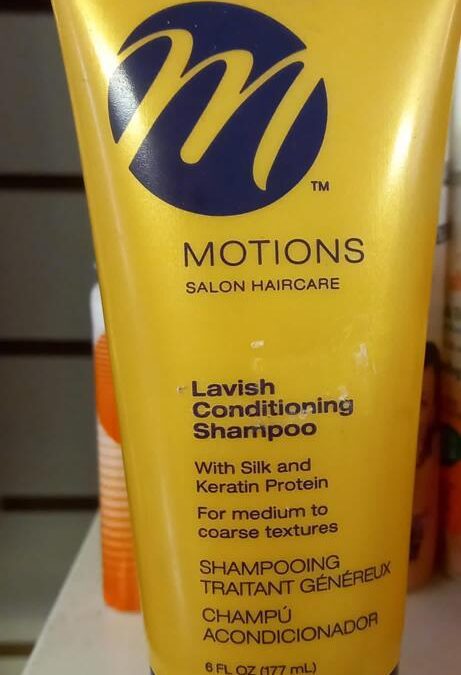 m
TM
MOTIONS
SALON HAIRCARE
Lavish
Conditioning
Shampoo
With Silk and
Keratin Protein
For medium to
coarse textures
SHAMPOOING
TRAITANT GÉNÉREUX
CHAMPÚ
ACONDICIONADOR
6 FL OZ (177 mL)